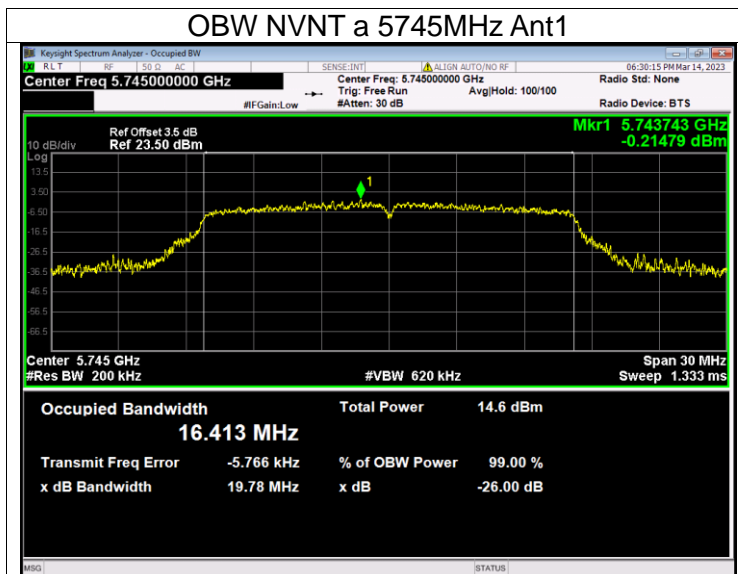 OBW NVNT a 5745MHz Ant1
Keysight Spectrum Analyzer - Occupied BW
LXI RLT RF 50 Ω AC SENSE:INT ALIGN AUTO/NO RF 06:30:15 PM Mar 14, 2023
Center Freq 5.745000000 GHz Center Freq: 5.745000000 GHz Radio Std: None
Trig: Free Run Avg|Hold: 100/100
#IFGain:Low #Atten: 30 dB Radio Device: BTS
Mkr1 5.743743 GHz
Ref Offset 3.5 dB
-0.21479 dBm
10 dB/div Ref 23.50 dBm
Log
13.5
1
3.50
-6.50
-16.5
-26.5
-36.5
-46.5
-56.5
-66.5
Center 5.745 GHz Span 30 MHz
#Res BW 200 kHz #VBW 620 kHz Sweep 1.333 ms
Occupied Bandwidth Total Power 14.6 dBm
16.413 MHz
Transmit Freq Error -5.766 kHz % of OBW Power 99.00 %
x dB Bandwidth 19.78 MHz x dB -26.00 dB
MSG STATUS